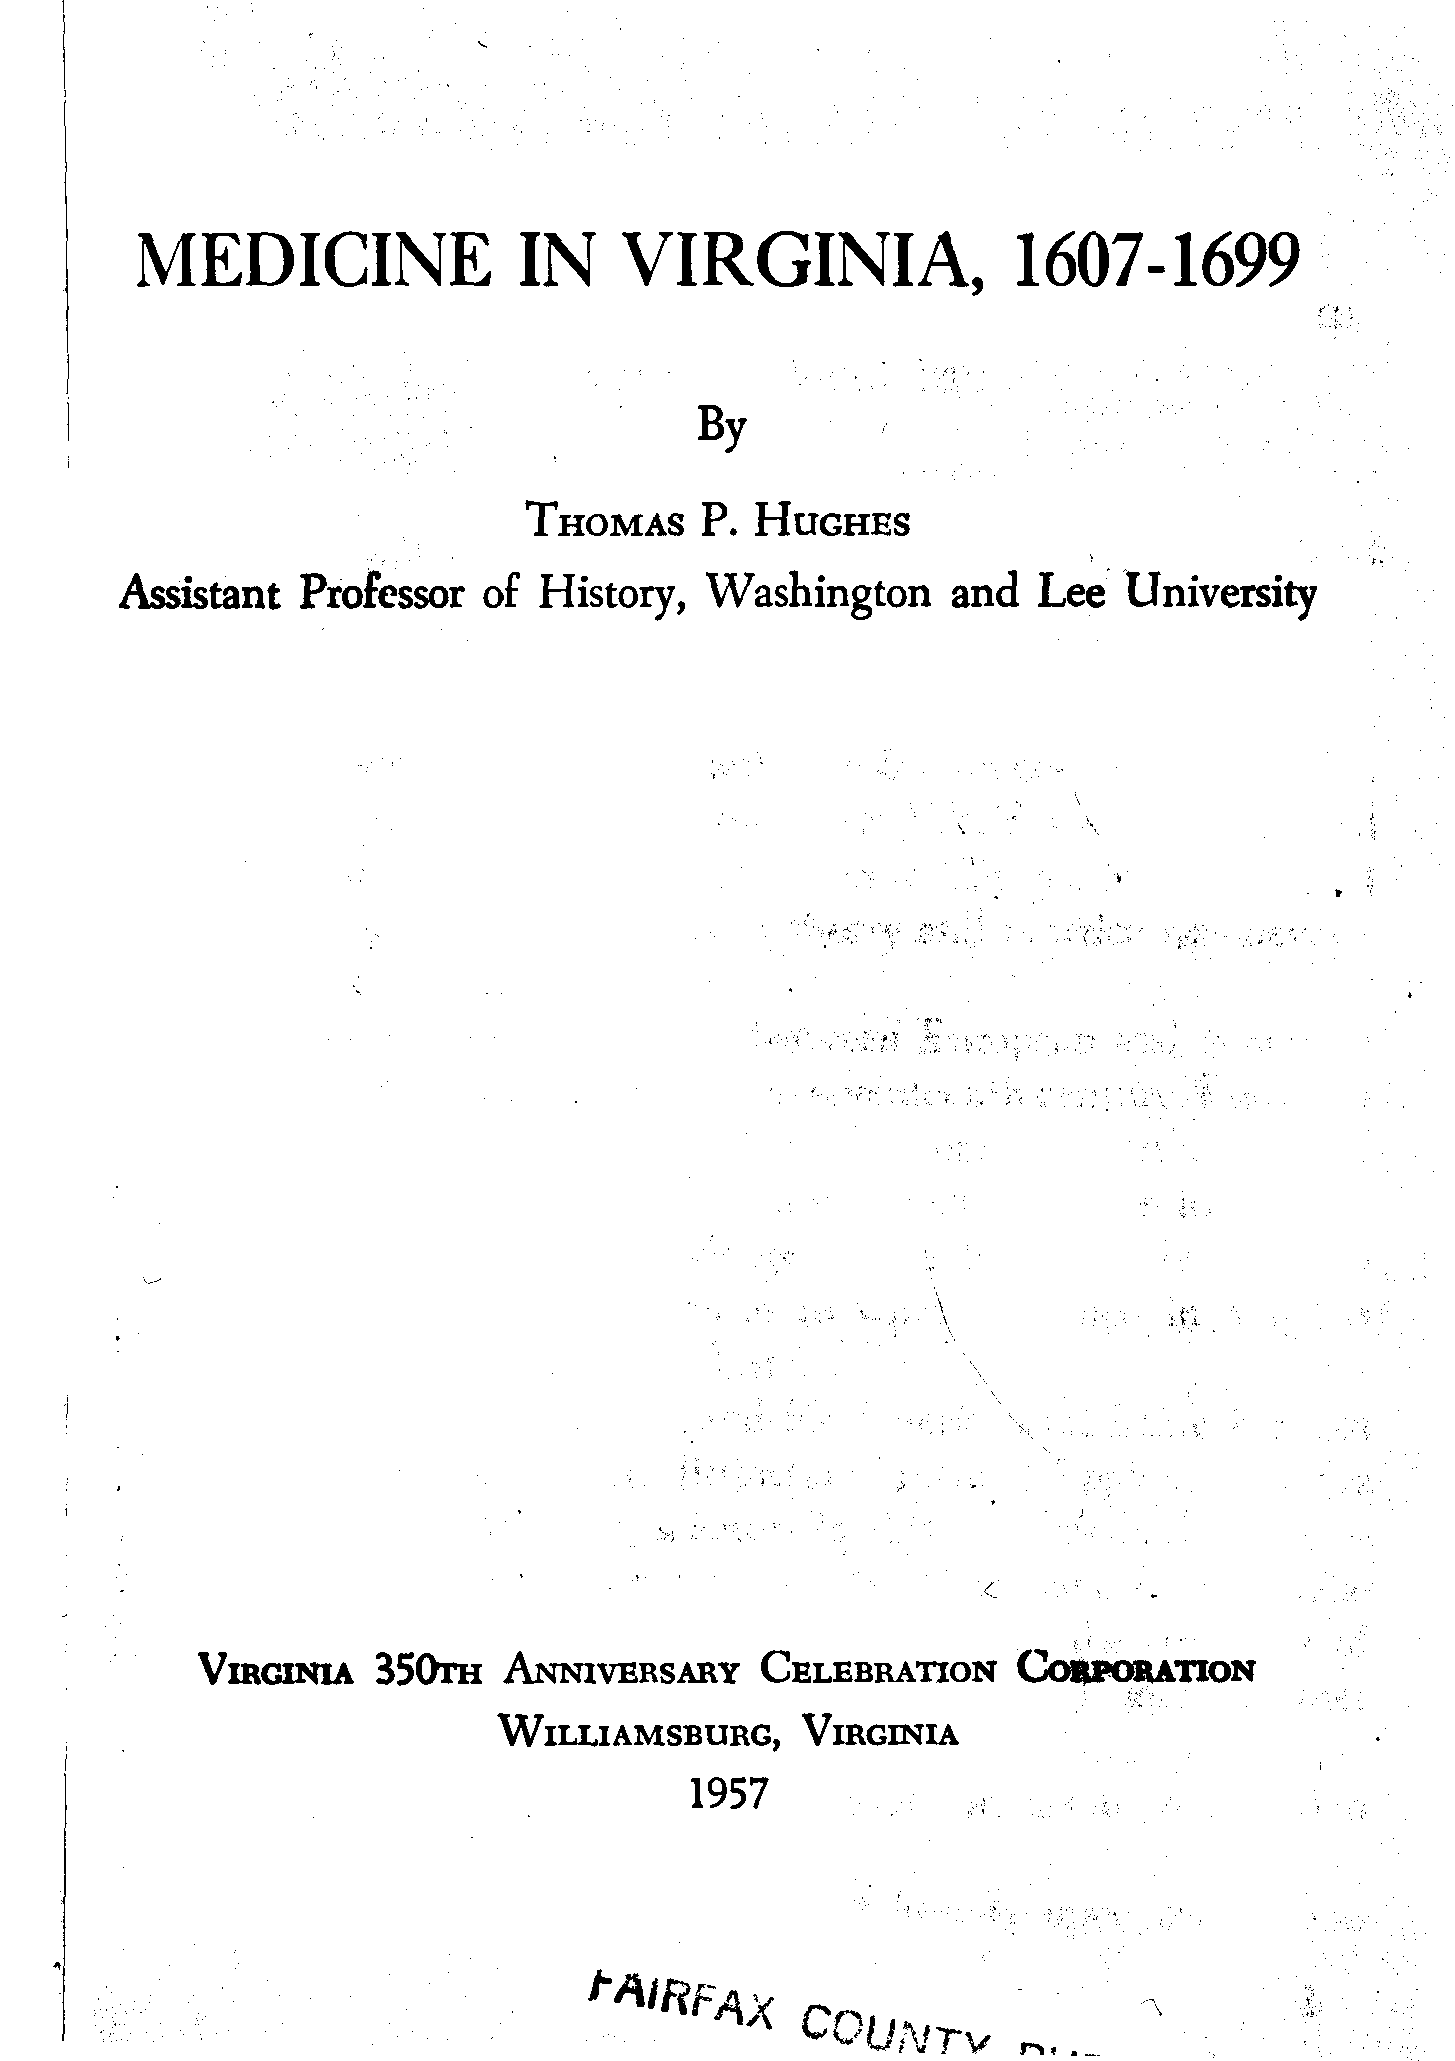 MEDICINE IN VIRGINIA, 1607-1699
By
THOMAS P. HUGHES
Assistant Professor of History, Washington and Lee University
VIRGINIA 350TH ANNIVERSARY CELEBRATION CORPORATION
WILLIAMSBURG, VIRGINIA
1957
FAIRFAX COUNTY